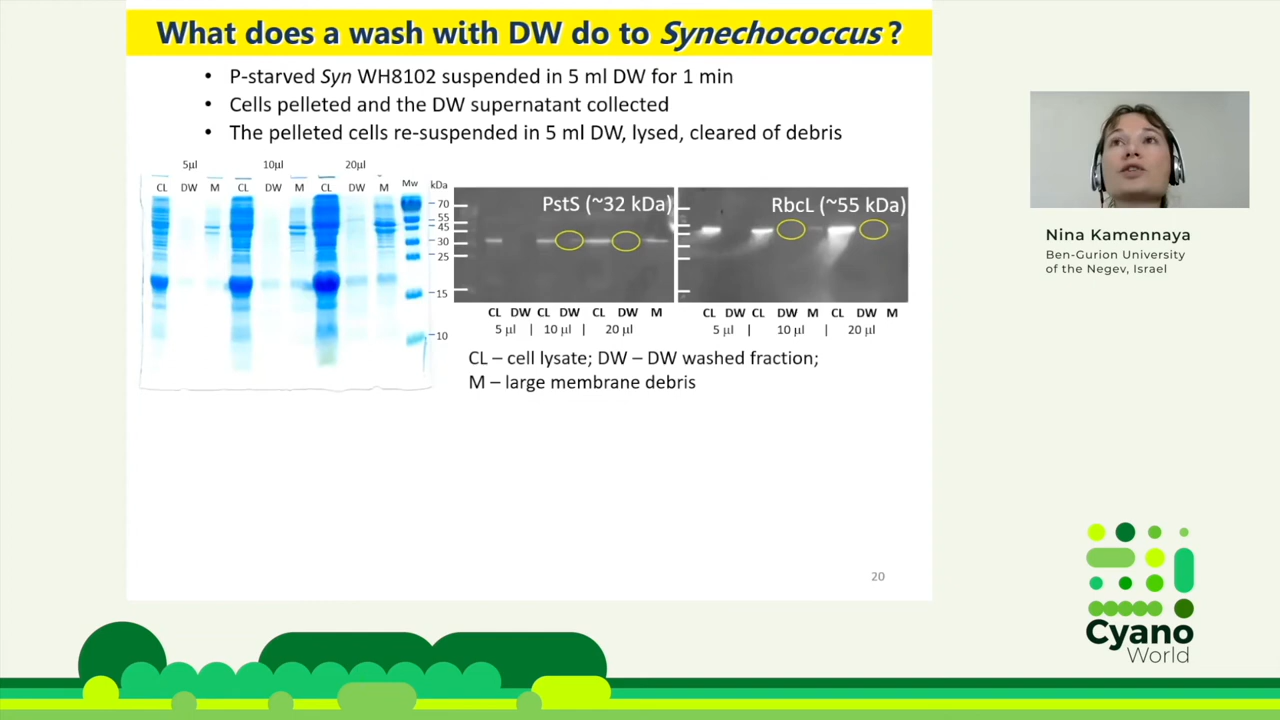 What does a wash with DW do to Synechococcus ?
• P-starved Syn WH8102 suspended in 5 ml DW for 1 min
• Cells pelleted and the DW supernatant collected
• The pelleted cells re-suspended in 5 ml DW, lysed, cleared of debris
5µl 10µl 20µl
CL DW M CL DW M CL DW M Mw kDa
70
55
45
30
25
15
10
PstS (~32 kDa)
RbcL (~55 kDa)
CL DW CL DW CL DW M
5 µl | 10 µl | 20 µl
CL DW CL DW M CL DW M
5 µl | 10 µl | 20 µl
CL – cell lysate; DW – DW washed fraction;
M – large membrane debris
20
Nina Kamennaya
Ben-Gurion University
of the Negev, Israel
Cyano
World